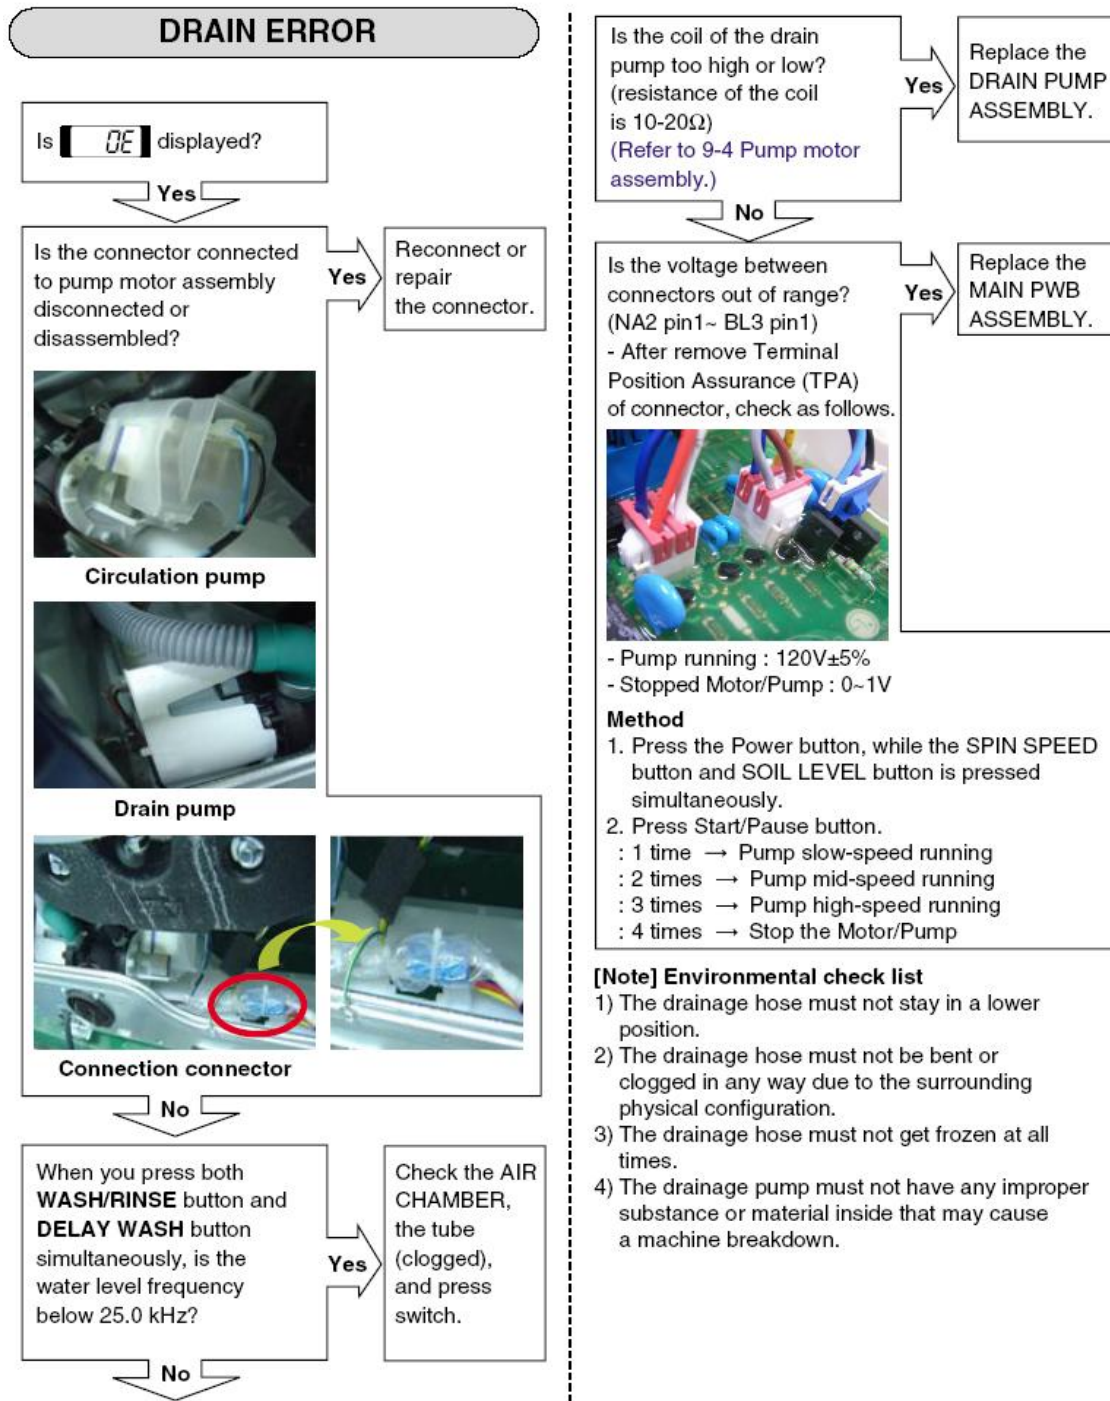 DRAIN ERROR
Is OE displayed?
Yes
Is the connector connected
to pump motor assembly
disconnected or
disassembled?
Yes
Reconnect or
repair
the connector.
Circulation pump
Drain pump
Connection connector
No
When you press both
WASH/RINSE button and
DELAY WASH button
simultaneously, is the
water level frequency
below 25.0 kHz?
Yes
Check the AIR
CHAMBER,
the tube
(clogged),
and press
switch.
No
Is the coil of the drain
pump too high or low?
(resistance of the coil
is 10-20Ω)
(Refer to 9-4 Pump motor
assembly.)
Yes
Replace the
DRAIN PUMP
ASSEMBLY.
No
Is the voltage between
connectors out of range?
(NA2 pin1~ BL3 pin1)
- After remove Terminal
Position Assurance (TPA)
of connector, check as follows.
Yes
Replace the
MAIN PWB
ASSEMBLY.
- Pump running : 120V±5%
- Stopped Motor/Pump : 0~1V
Method
1. Press the Power button, while the SPIN SPEED
button and SOIL LEVEL button is pressed
simultaneously.
2. Press Start/Pause button.
: 1 time → Pump slow-speed running
: 2 times → Pump mid-speed running
: 3 times → Pump high-speed running
: 4 times → Stop the Motor/Pump
[Note] Environmental check list
1) The drainage hose must not stay in a lower
position.
2) The drainage hose must not be bent or
clogged in any way due to the surrounding
physical configuration.
3) The drainage hose must not get frozen at all
times.
4) The drainage pump must not have any improper
substance or material inside that may cause
a machine breakdown.